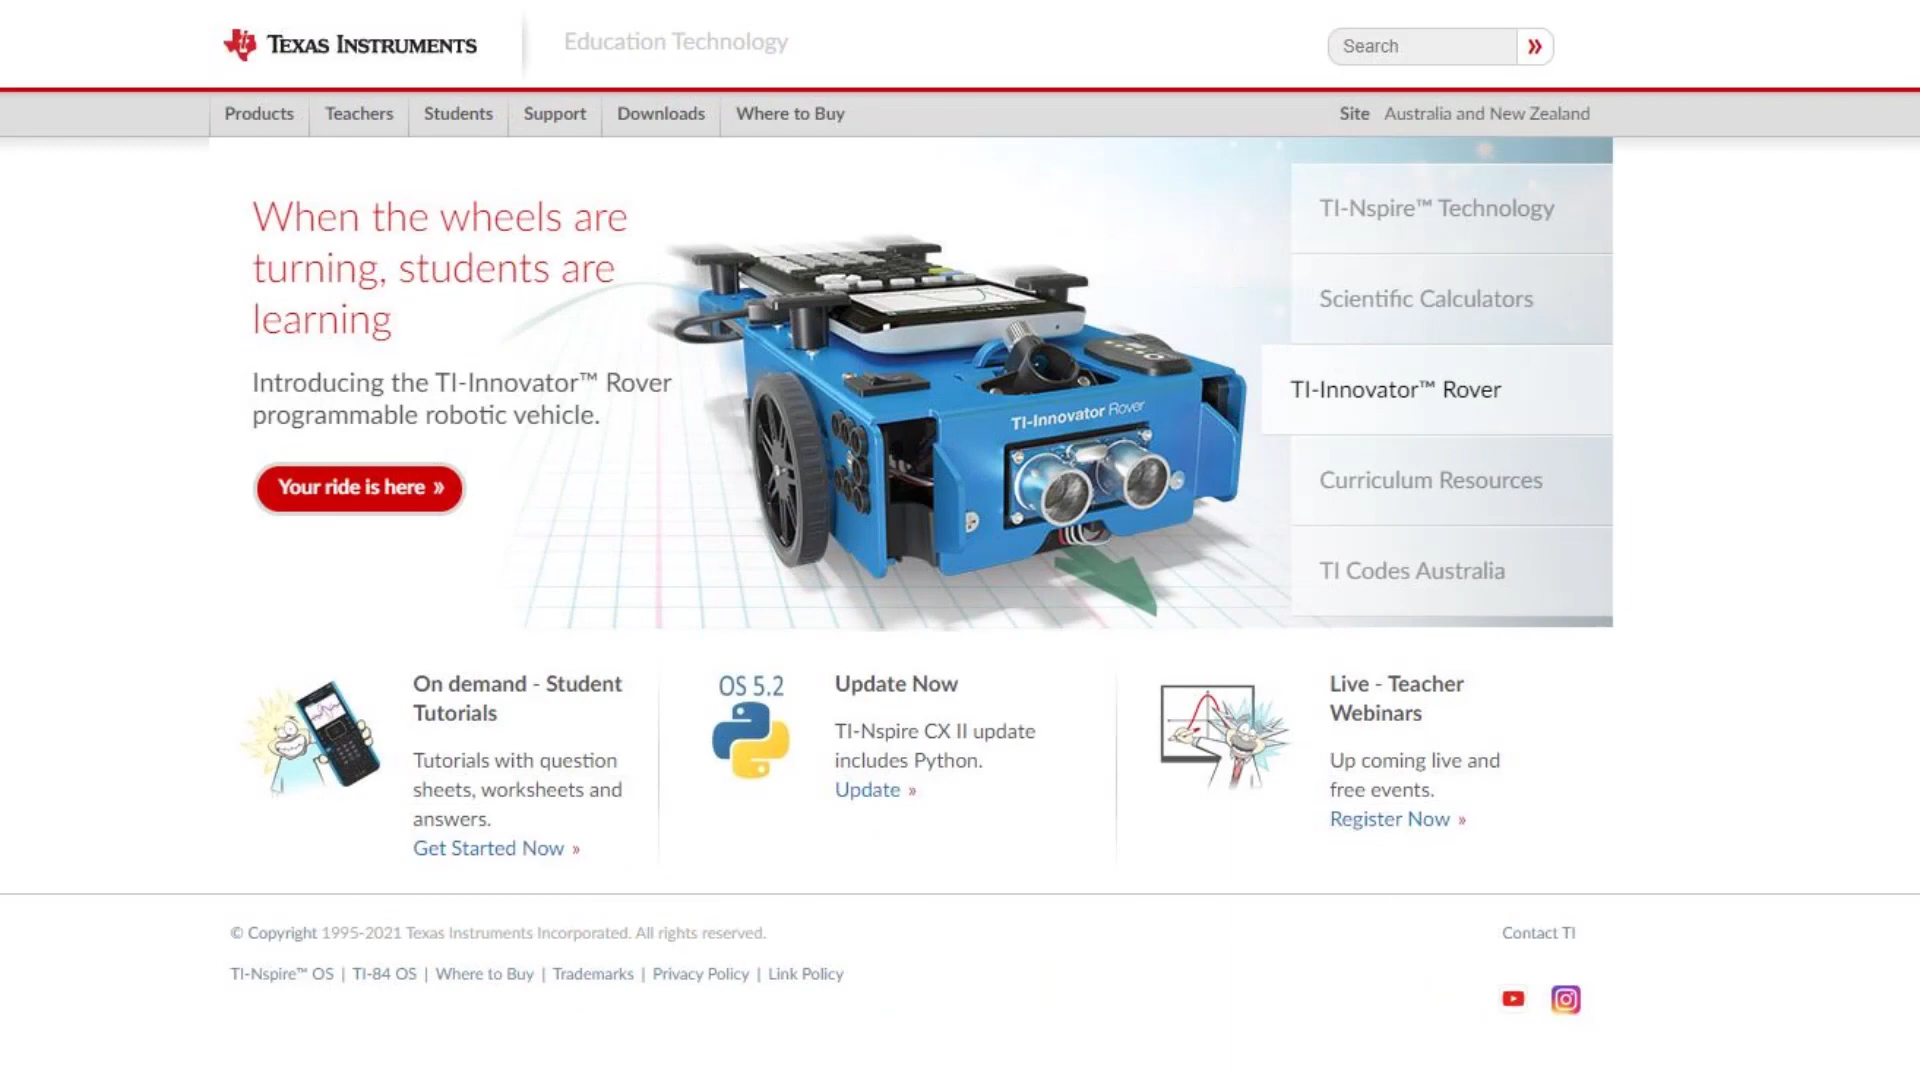 TEXAS INSTRUMENTS
Education Technology
Search
Products
Teachers
Students
Support
Downloads
Where to Buy
Site Australia and New Zealand
When the wheels are
turning, students are
learning
Introducing the TI-Innovator™ Rover
programmable robotic vehicle.
Your ride is here »
TI-Innovator Rover
TI-Nspire™ Technology
Scientific Calculators
TI-Innovator™ Rover
Curriculum Resources
TI Codes Australia
On demand - Student
Tutorials
Tutorials with question
sheets, worksheets and
answers.
Get Started Now »
OS 5.2
Update Now
TI-Nspire CX II update
includes Python.
Update »
Live - Teacher
Webinars
Up coming live and
free events.
Register Now »
© Copyright 1995-2021 Texas Instruments Incorporated. All rights reserved.
Contact TI
TI-Nspire™ OS | TI-84 OS | Where to Buy | Trademarks | Privacy Policy | Link Policy